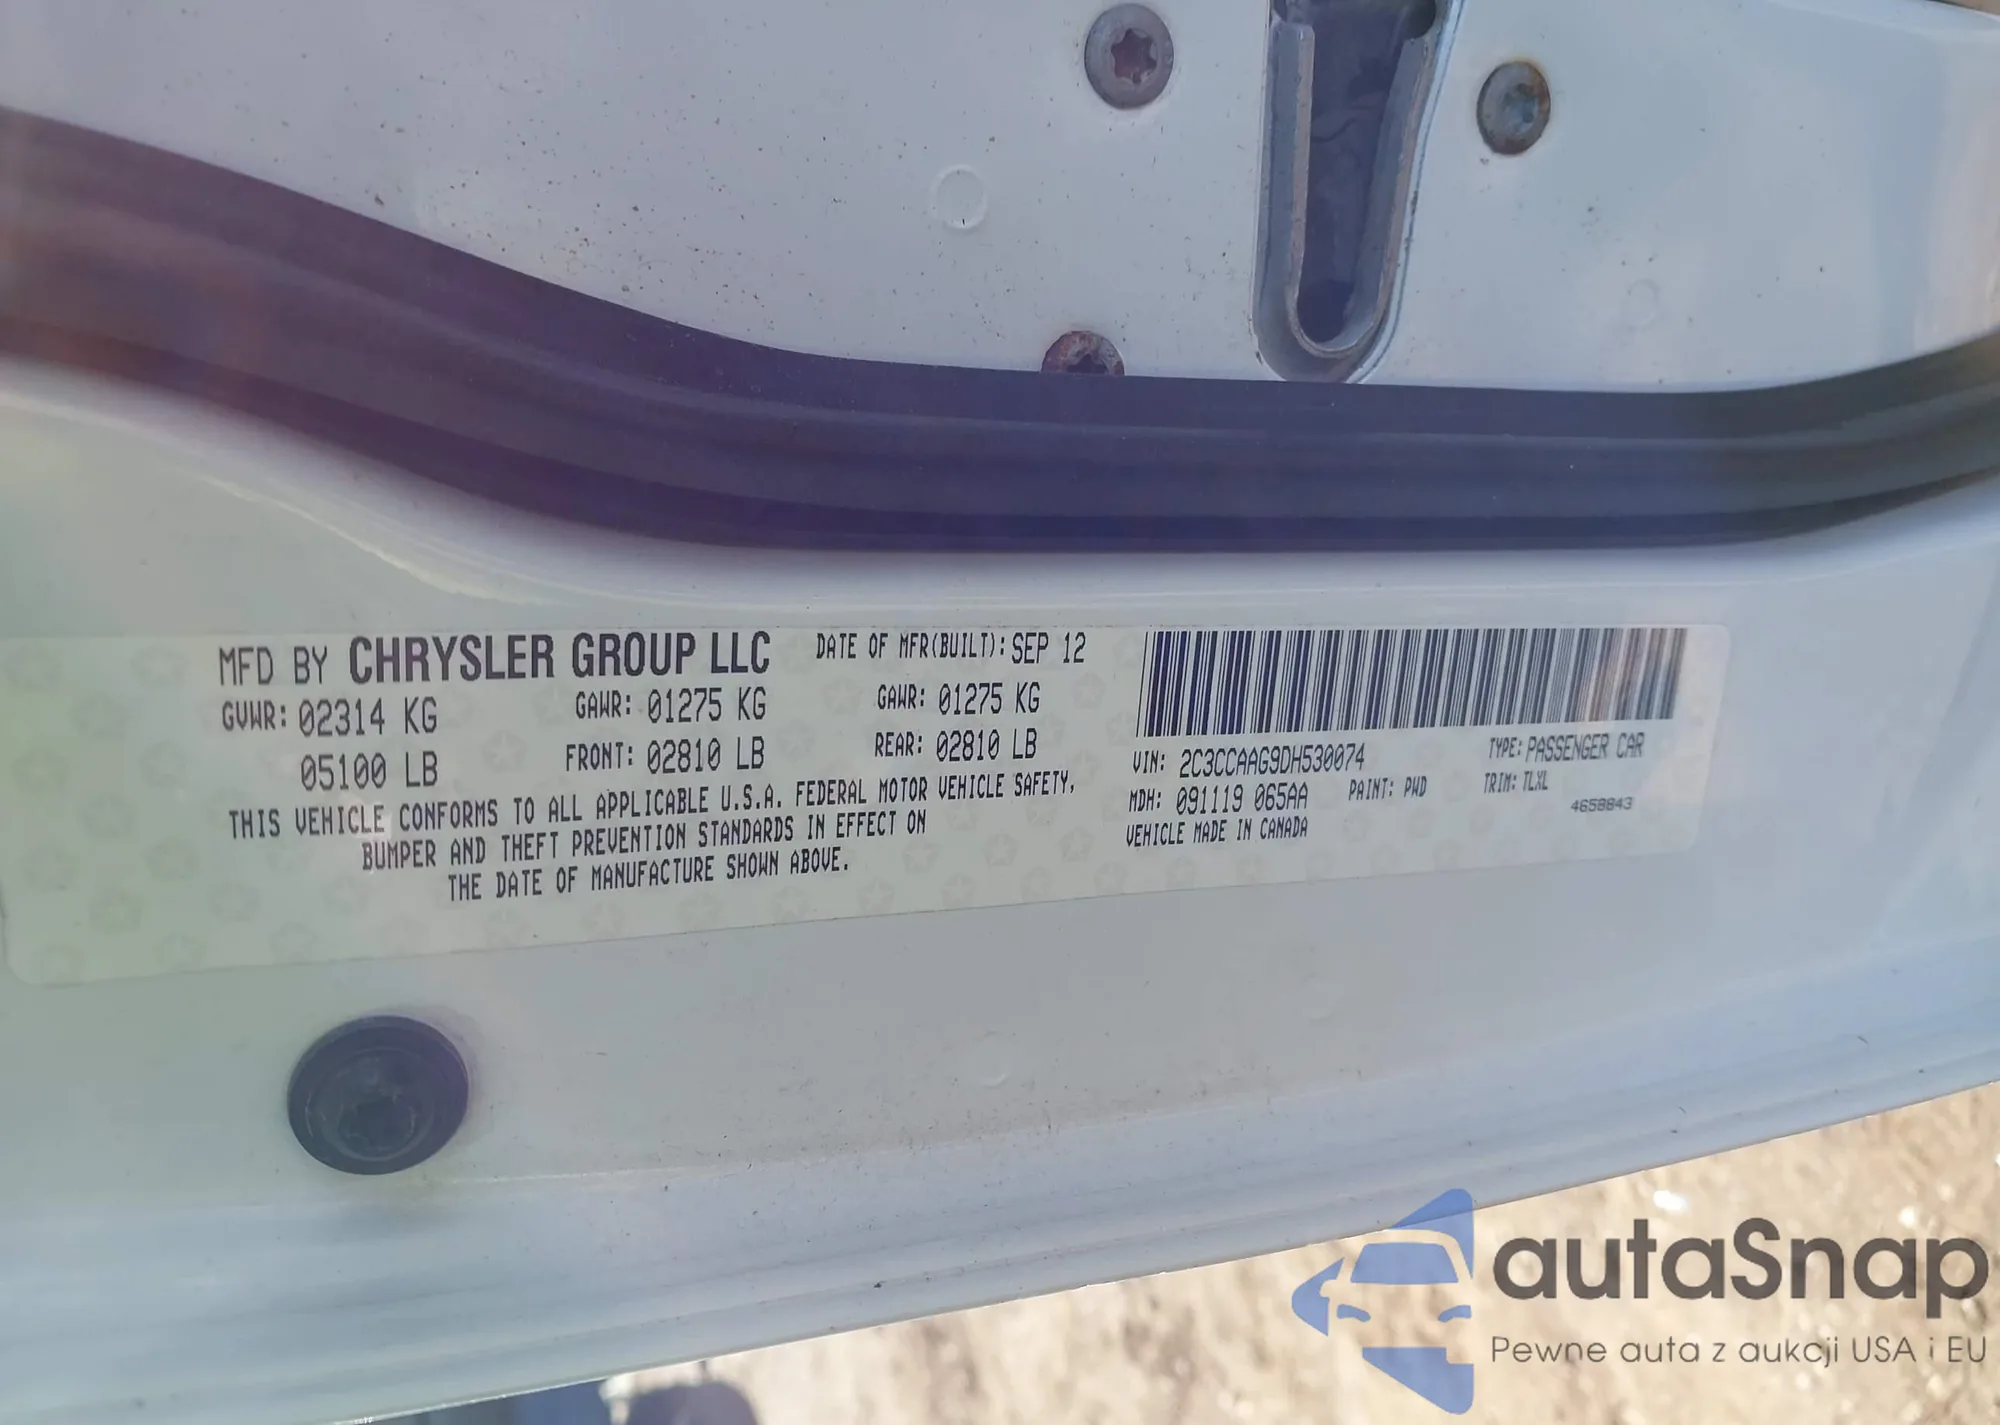 MFD BY CHRYSLER GROUP LLC DATE OF MFR(BUILT): SEP 12
GVWR: 02314 KG GAWR: 01275 KG GAWR: 01275 KG
05100 LB FRONT: 02810 LB REAR: 02810 LB
THIS VEHICLE CONFORMS TO ALL APPLICABLE U.S.A. FEDERAL MOTOR VEHICLE SAFETY,
BUMPER AND THEFT PREVENTION STANDARDS IN EFFECT ON
THE DATE OF MANUFACTURE SHOWN ABOVE.
VIN: 2C3CCAAG9DH530074 TYPE: PASSENGER CAR
MDH: 091119 065AA PAINT: PWD TRIM: TLXL
VEHICLE MADE IN CANADA 4658843
autaSnap
Pewne auta z aukcji USA i EU